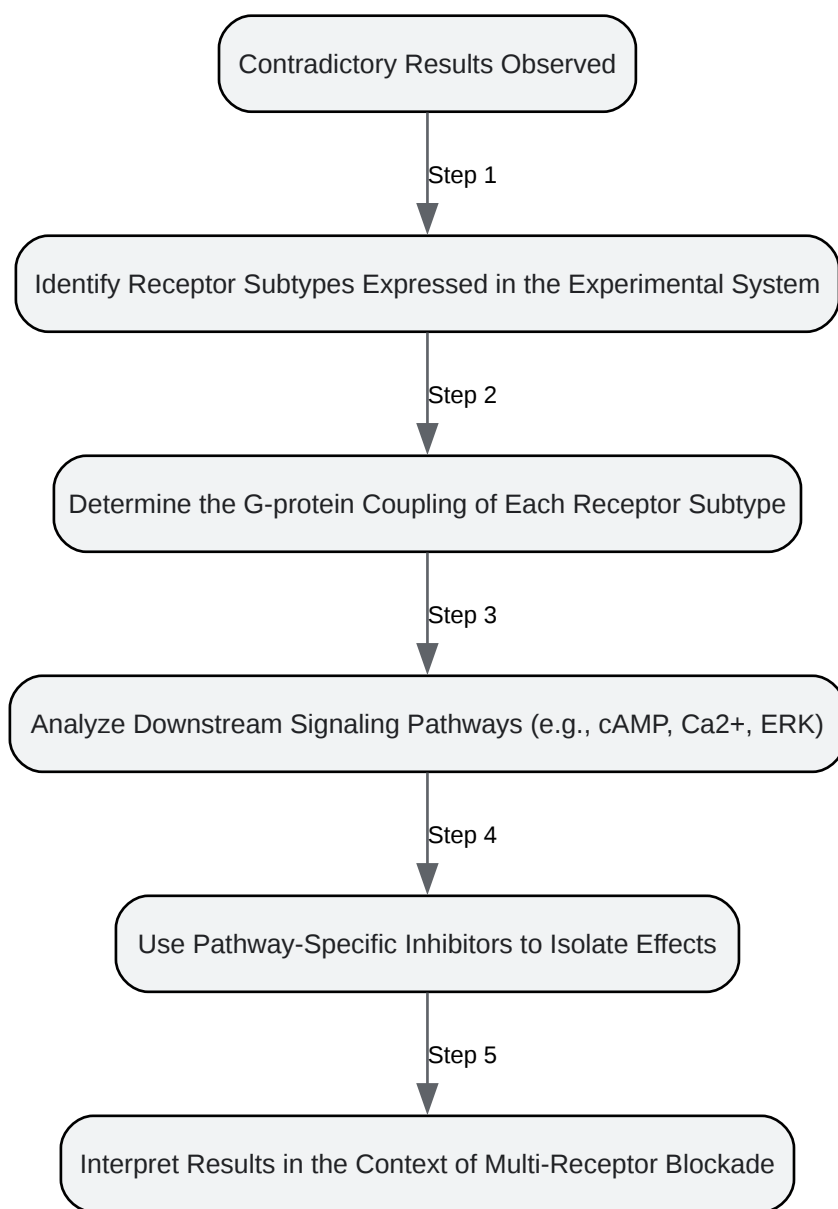 Contradictory Results Observed
Step 1
Identify Receptor Subtypes Expressed in the Experimental System
Step 2
Determine the G-protein Coupling of Each Receptor Subtype
Step 3
Analyze Downstream Signaling Pathways (e.g., cAMP, Ca2+, ERK)
Step 4
Use Pathway-Specific Inhibitors to Isolate Effects
Step 5
Interpret Results in the Context of Multi-Receptor Blockade